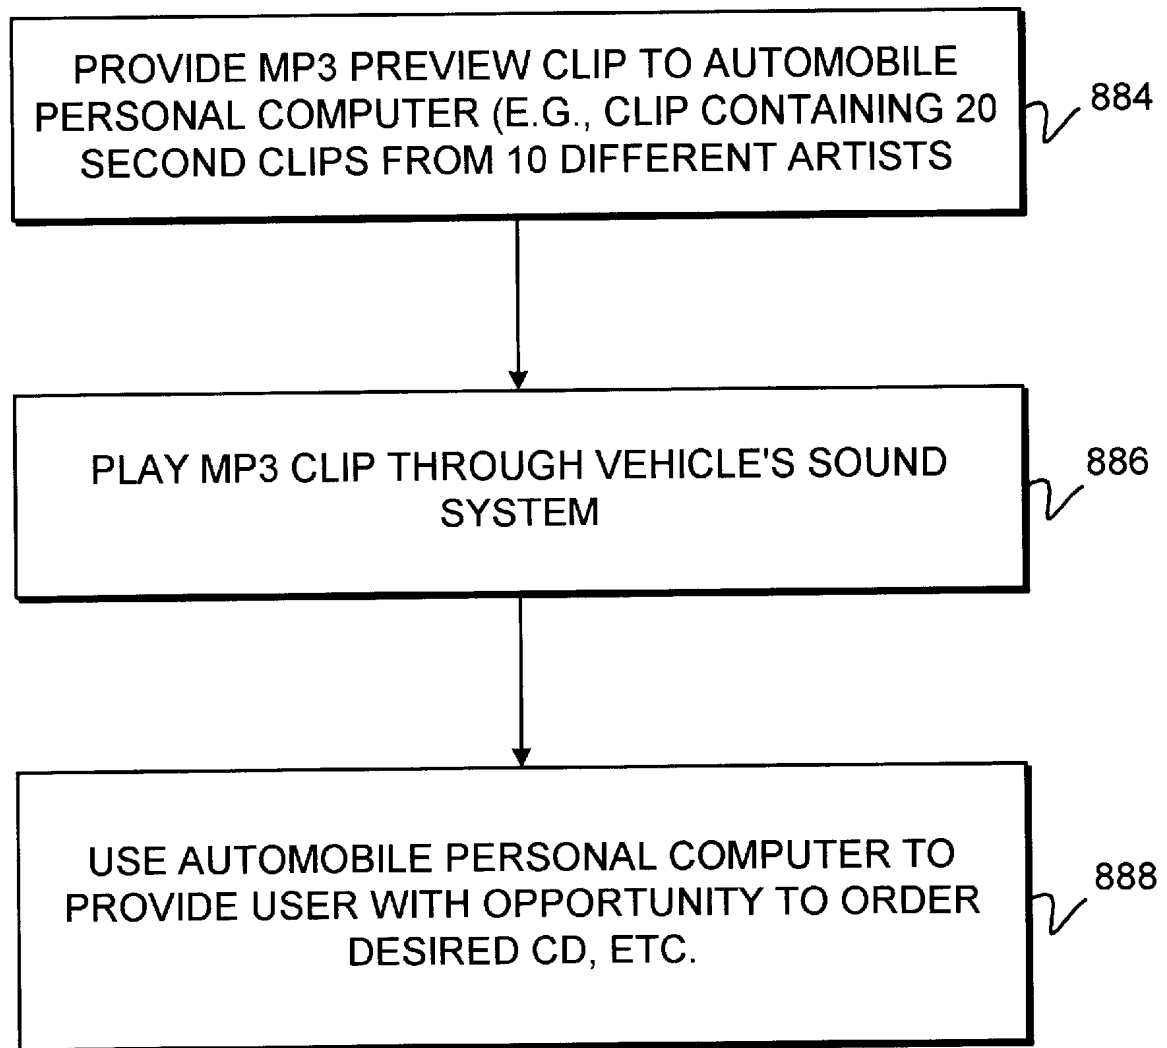 PROVIDE MP3 PREVIEW CLIP TO AUTOMOBILE
PERSONAL COMPUTER (E.G., CLIP CONTAINING 20
SECOND CLIPS FROM 10 DIFFERENT ARTISTS
884
PLAY MP3 CLIP THROUGH VEHICLE'S SOUND
SYSTEM
886
USE AUTOMOBILE PERSONAL COMPUTER TO
PROVIDE USER WITH OPPORTUNITY TO ORDER
DESIRED CD, ETC.
888